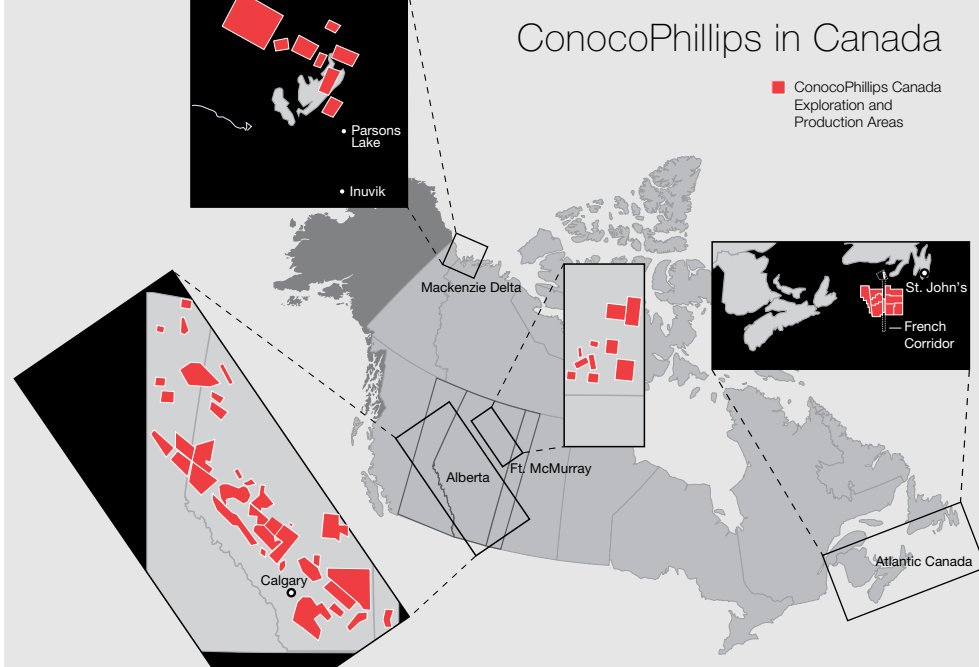 ConocoPhillips in Canada
ConocoPhillips Canada
Exploration and
Production Areas
Parsons
Lake
Inuvik
Mackenzie Delta
St. John's
French
Corridor
Alberta
Ft. McMurray
Atlantic Canada
Calgary